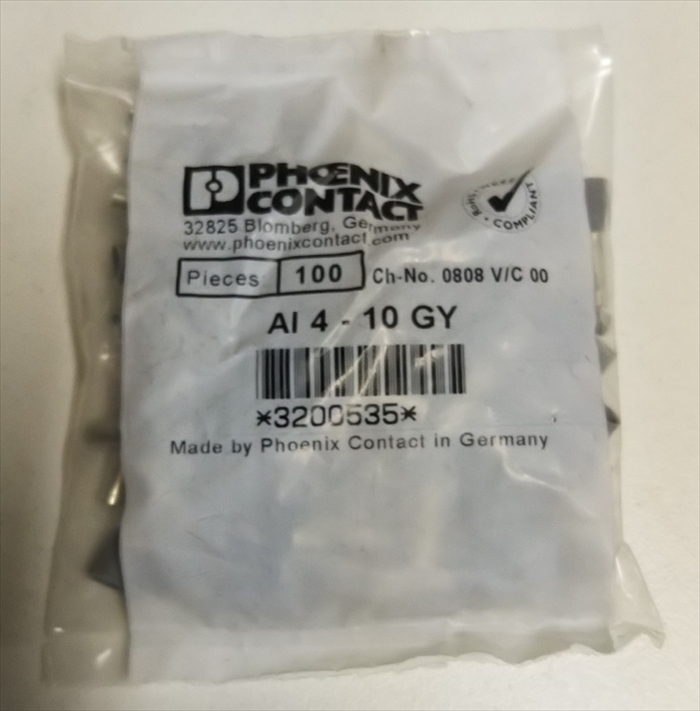 PHŒNIX
CONTACT
32825 Blomberg, Germany
www.phoenixcontact.com
COMPLIANT
Pieces 100 Ch-No. 0808 V/C 00
AI 4 - 10 GY
*3200535*
Made by Phoenix Contact in Germany